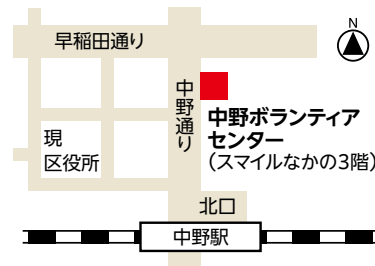 N
早稲田通り
中野通り
中野ボランティア
センター
（スマイルなかの3階）
現
区役所
北口
中野駅